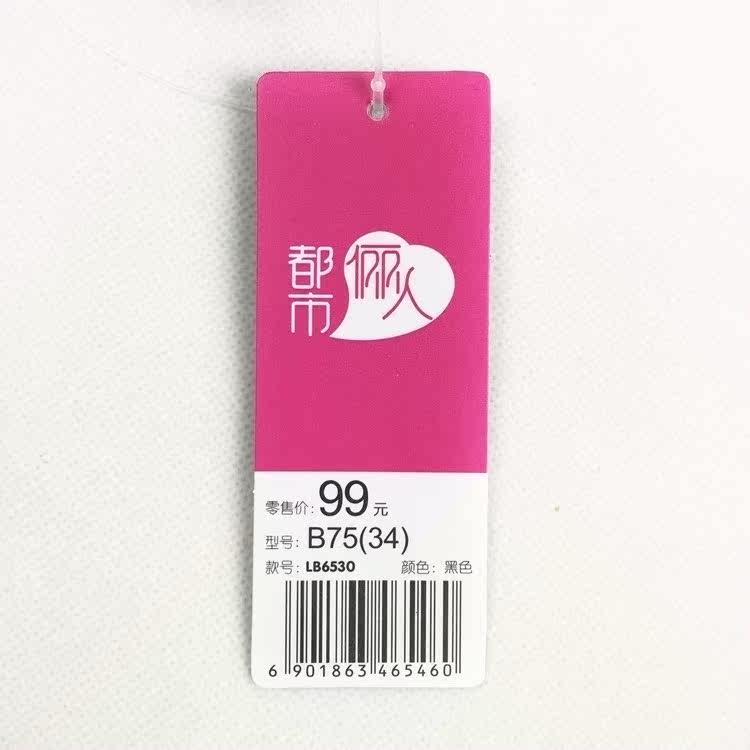 都市俪人
零售价: 99元
型号: B75(34)
款号: LB6530 颜色: 黑色
6 901863 465460